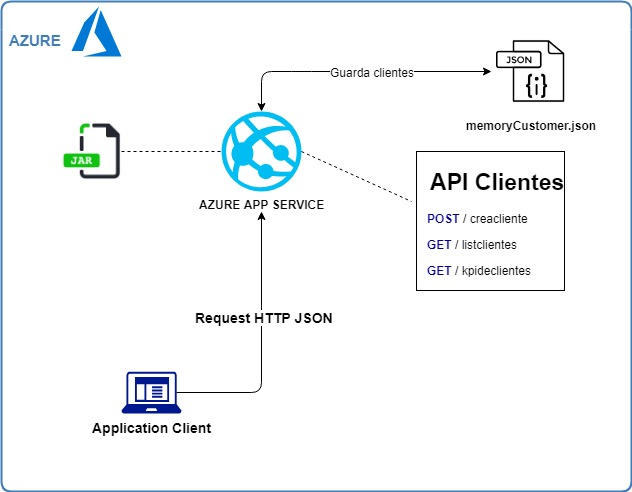 AZURE
Guarda clientes
JSON
{i}
memoryCustomer.json
JAR
AZURE APP SERVICE
API Clientes
POST / creacliente
GET / listclientes
GET / kpideclientes
Request HTTP JSON
Application Client